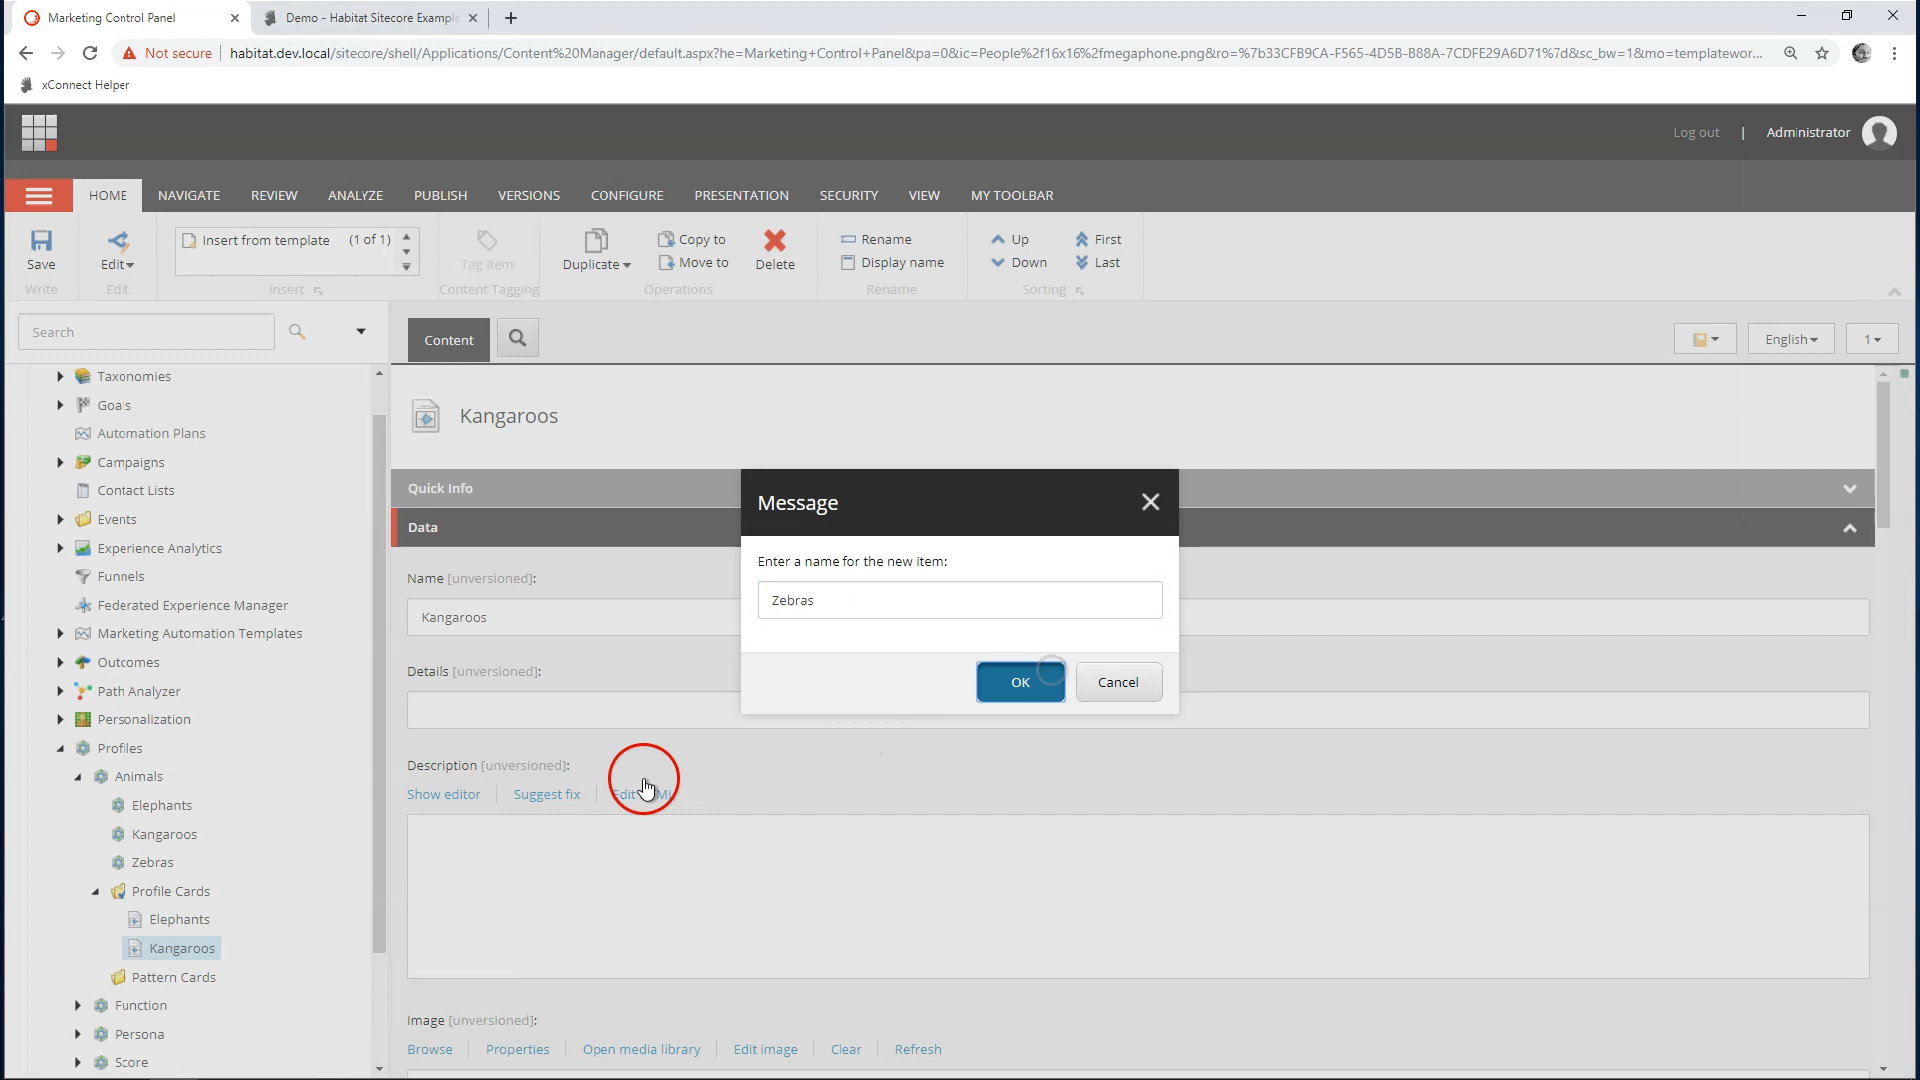 Marketing Control Panel
Demo - Habitat Sitecore Example
Not secure
habitat.dev.local/sitecore/shell/Applications/Content%20Manager/default.aspx?he=Marketing+Control+Panel&pa=0&ic=People%2f16x16%2fmegaphone.png&ro=%7b33CFB9CA-F565-4D5B-B88A-7CDFE29A6D71%7d&sc_bw=1&mo=templatewor...
xConnect Helper
Log out | Administrator
HOME NAVIGATE REVIEW ANALYZE PUBLISH VERSIONS CONFIGURE PRESENTATION SECURITY VIEW MY TOOLBAR
Insert from template (1 of 1)
Copy to
Rename
Up
First
Save
Edit
Tag item
Duplicate
Move to
Delete
Display name
Down
Last
Write
Edit
Insert
Content Tagging
Operations
Rename
Sorting
Search
Content
English
1
Taxonomies
Goals
Automation Plans
Campaigns
Contact Lists
Events
Experience Analytics
Funnels
Federated Experience Manager
Marketing Automation Templates
Outcomes
Path Analyzer
Personalization
Profiles
Animals
Elephants
Kangaroos
Zebras
Profile Cards
Elephants
Kangaroos
Pattern Cards
Function
Persona
Score
Kangaroos
Quick Info
Data
Name [unversioned]:
Kangaroos
Details [unversioned]:
Description [unversioned]:
Show editor
Suggest fix
Edit
Image [unversioned]:
Browse
Properties
Open media library
Edit image
Clear
Refresh
Message
Enter a name for the new item:
Zebras
OK
Cancel